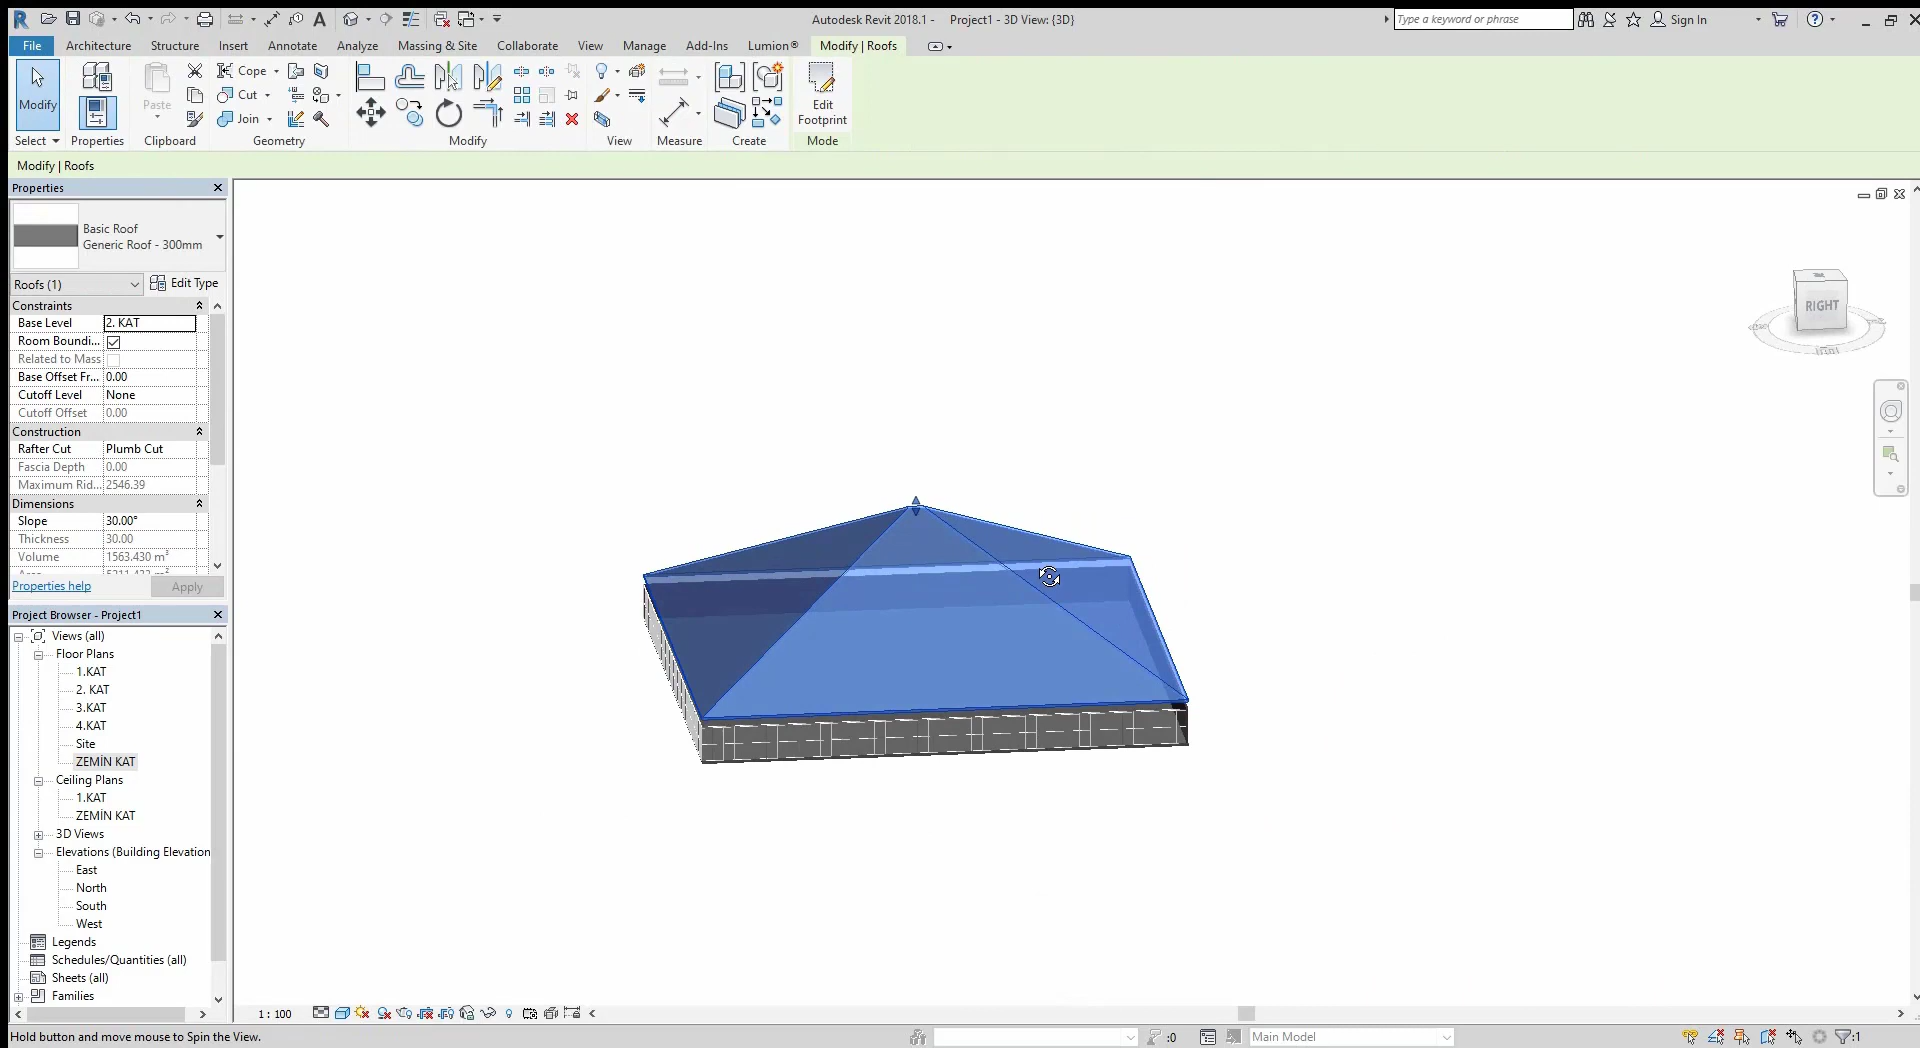 Autodesk Revit 2018.1 - Project1 - 3D View: {3D}
Type a keyword or phrase
Sign In
File Architecture Structure Insert Annotate Analyze Massing & Site Collaborate View Manage Add-Ins Lumion® Modify | Roofs
Modify
Paste
Cope
Cut
Join
Edit
Footprint
Select Properties Clipboard Geometry Modify View Measure Create Mode
Modify | Roofs
Properties
Basic Roof
Generic Roof - 300mm
Roofs (1)
Edit Type
Constraints
Base Level 2. KAT
Room Boundi...
Related to Mass
Base Offset Fr... 0.00
Cutoff Level None
Cutoff Offset 0.00
Construction
Rafter Cut Plumb Cut
Fascia Depth 0.00
Maximum Rid... 2546.39
Dimensions
Slope 30.00°
Thickness 30.00
Volume 1563.430 m³
Properties help
Apply
Project Browser - Project1
Views (all)
Floor Plans
1.KAT
2. KAT
3.KAT
4.KAT
Site
ZEMİN KAT
Ceiling Plans
1.KAT
ZEMİN KAT
3D Views
Elevations (Building Elevation
East
North
South
West
Legends
Schedules/Quantities (all)
Sheets (all)
Families
RIGHT
1 : 100
Hold button and move mouse to Spin the View.
:0
Main Model
:1